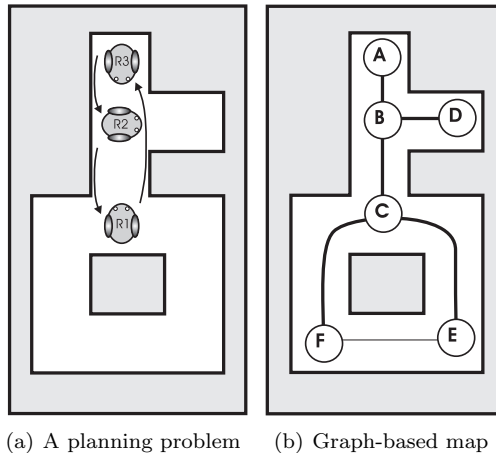 R3
R2
R1
A
B
D
C
F
E
(a) A planning problem
(b) Graph-based map